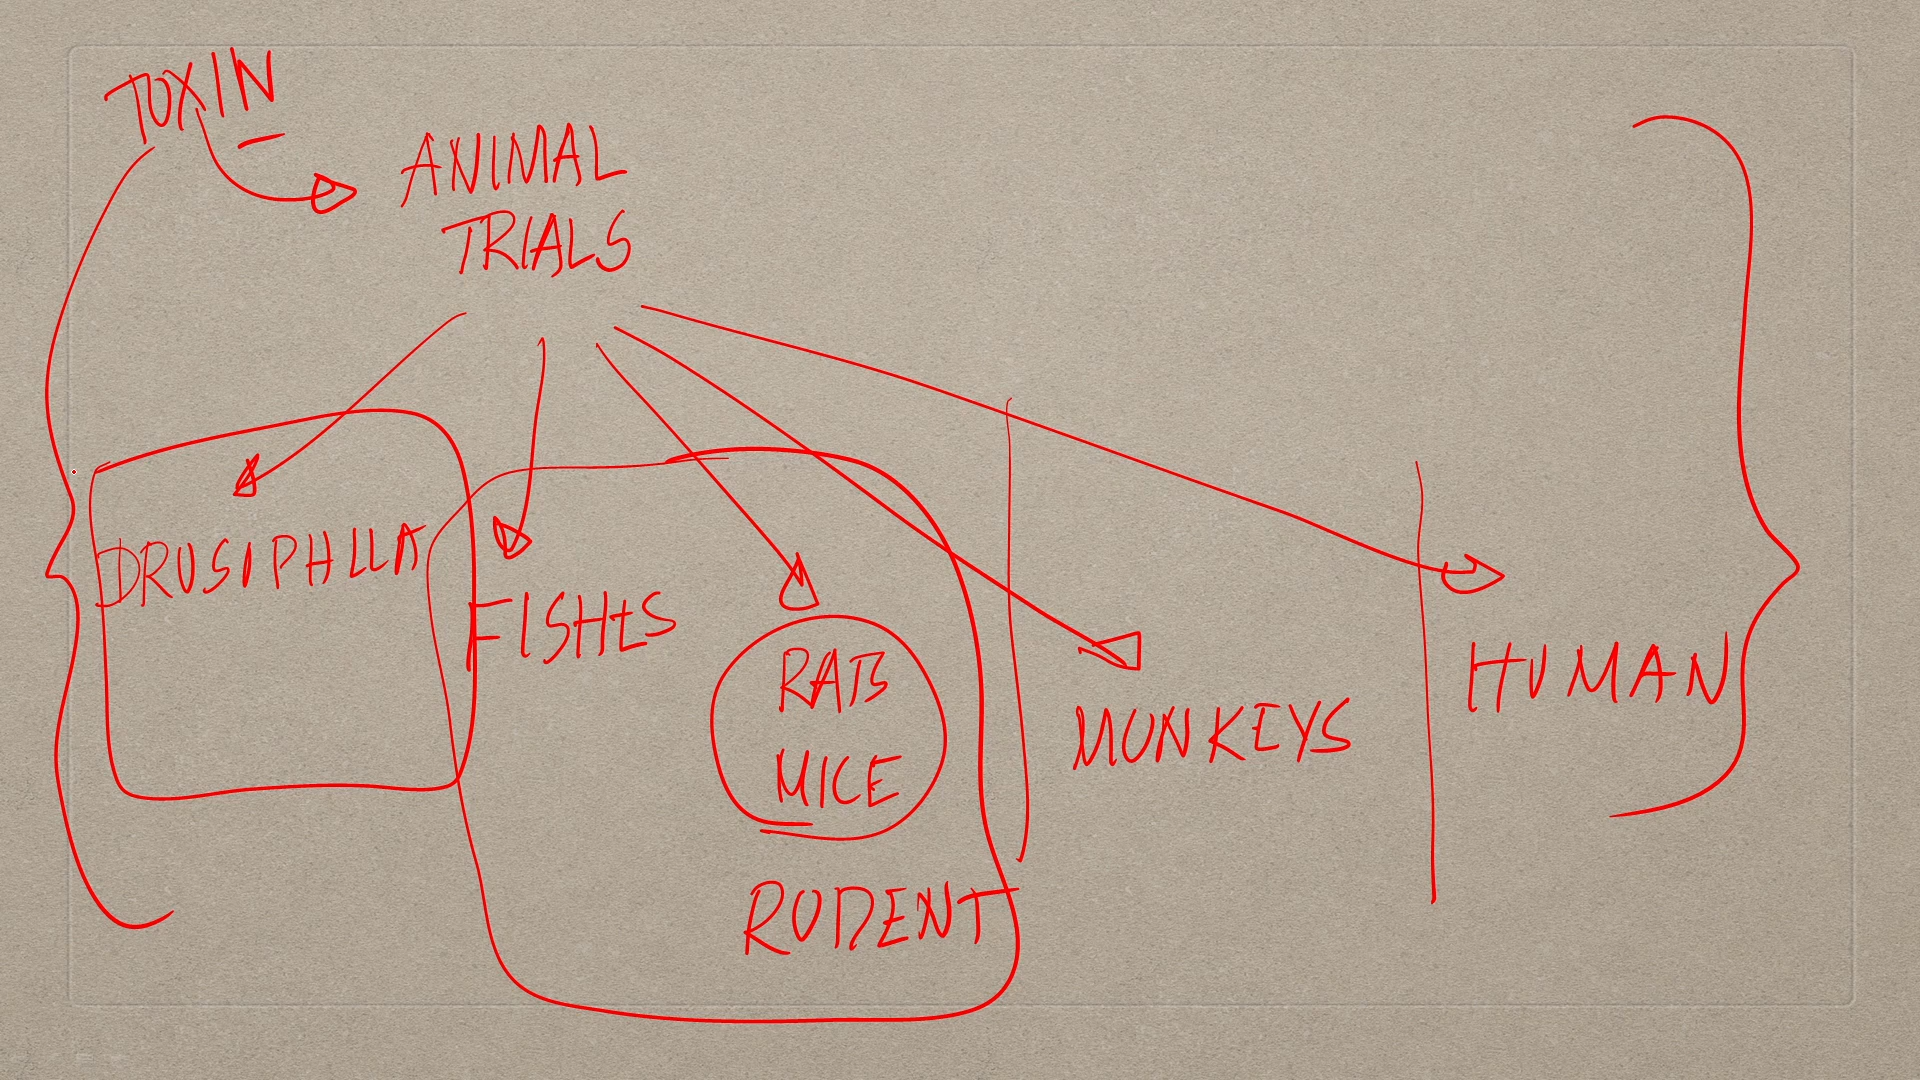 TOXIN
ANIMAL
TRIALS
DRUSIPHLLA
FISHES
RATS
MICE
RODENT
MONKEYS
HUMAN